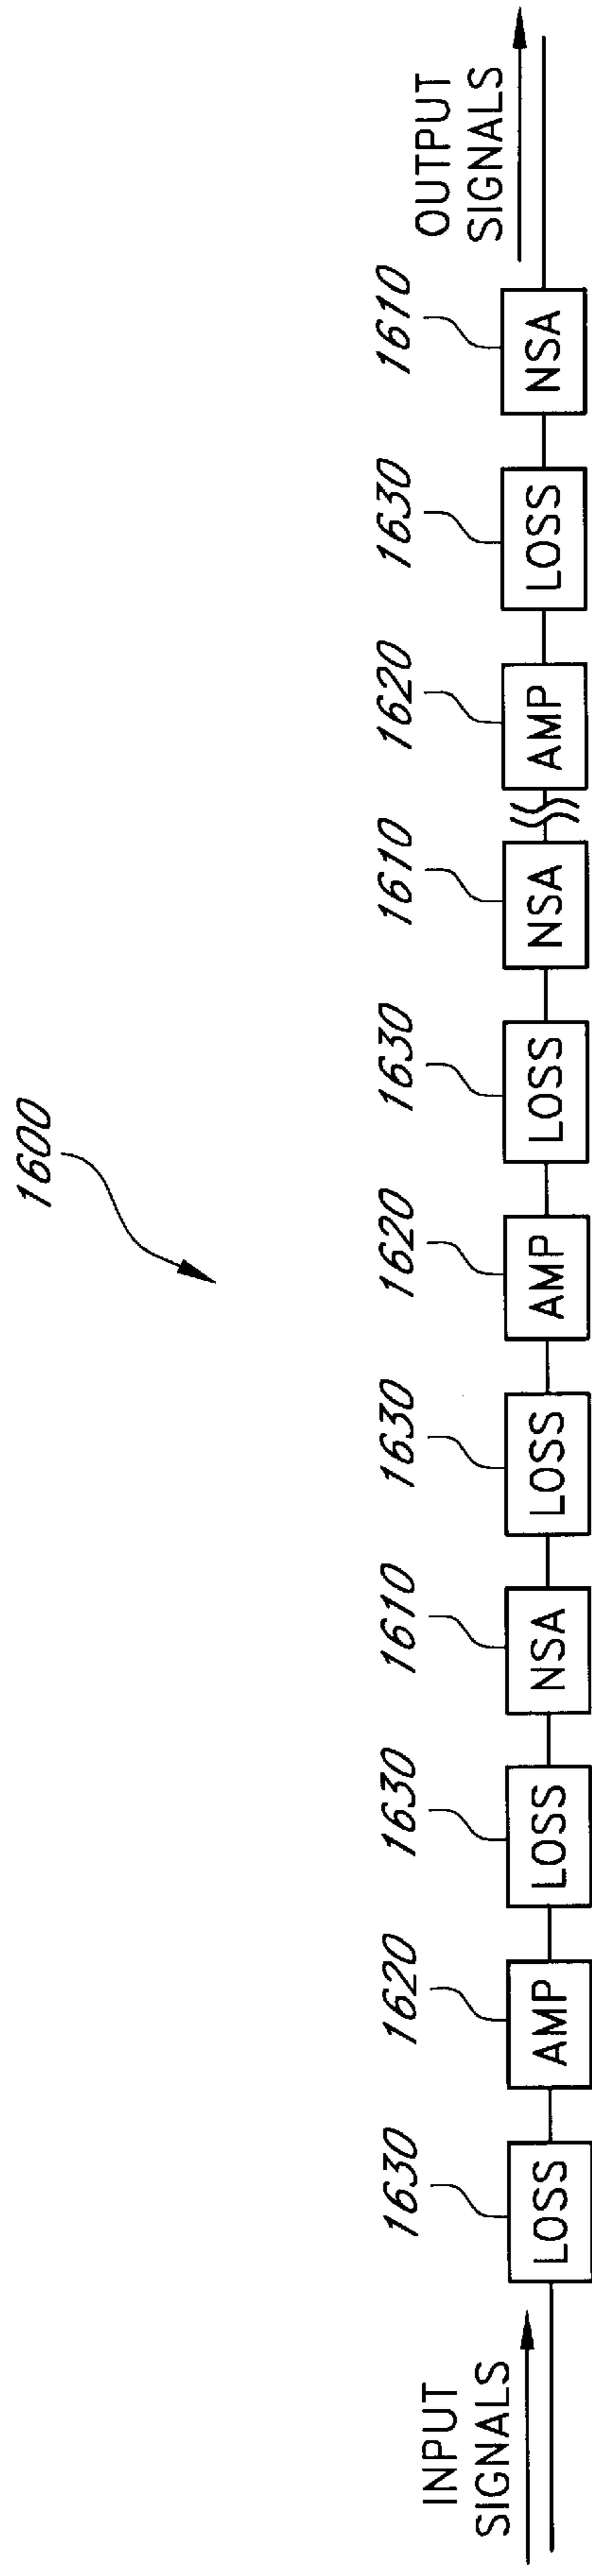 1600
INPUT
SIGNALS
1630
LOSS
1620
AMP
1630
LOSS
1610
NSA
1630
LOSS
1620
AMP
1630
LOSS
1610
NSA
1620
AMP
1630
LOSS
1610
NSA
OUTPUT
SIGNALS